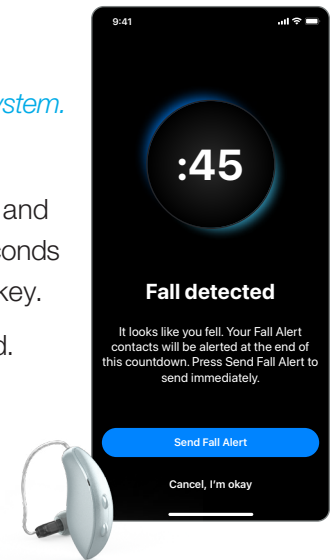 ystem.
and
conds
key.
d.
9:41
:45
Fall detected
It looks like you fell. Your Fall Alert
contacts will be alerted at the end of
this countdown. Press Send Fall Alert to
send immediately.
Send Fall Alert
Cancel, I'm okay